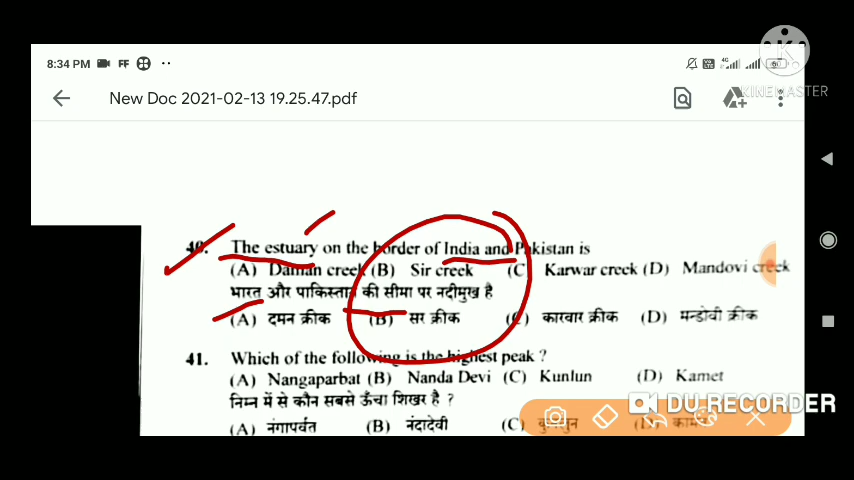 8:34 PM FF
KINEMASTER
New Doc 2021-02-13 19.25.47.pdf
40. The estuary on the border of India and Pakistan is
(A) Daman creek (B) Sir creek (C) Karwar creek (D) Mandovi creek
भारत और पाकिस्तान की सीमा पर नदीमुख है
(A) दमन क्रीक (B) सर क्रीक (C) कारवार क्रीक (D) मन्डोवी क्रीक
41. Which of the following is the highest peak ?
(A) Nangaparbat (B) Nanda Devi (C) Kunlun (D) Kamet
निम्न में से कौन सबसे ऊँचा शिखर है ?
DU RECORDER
(A) नंगापर्वत (B) नंदादेवी (C)